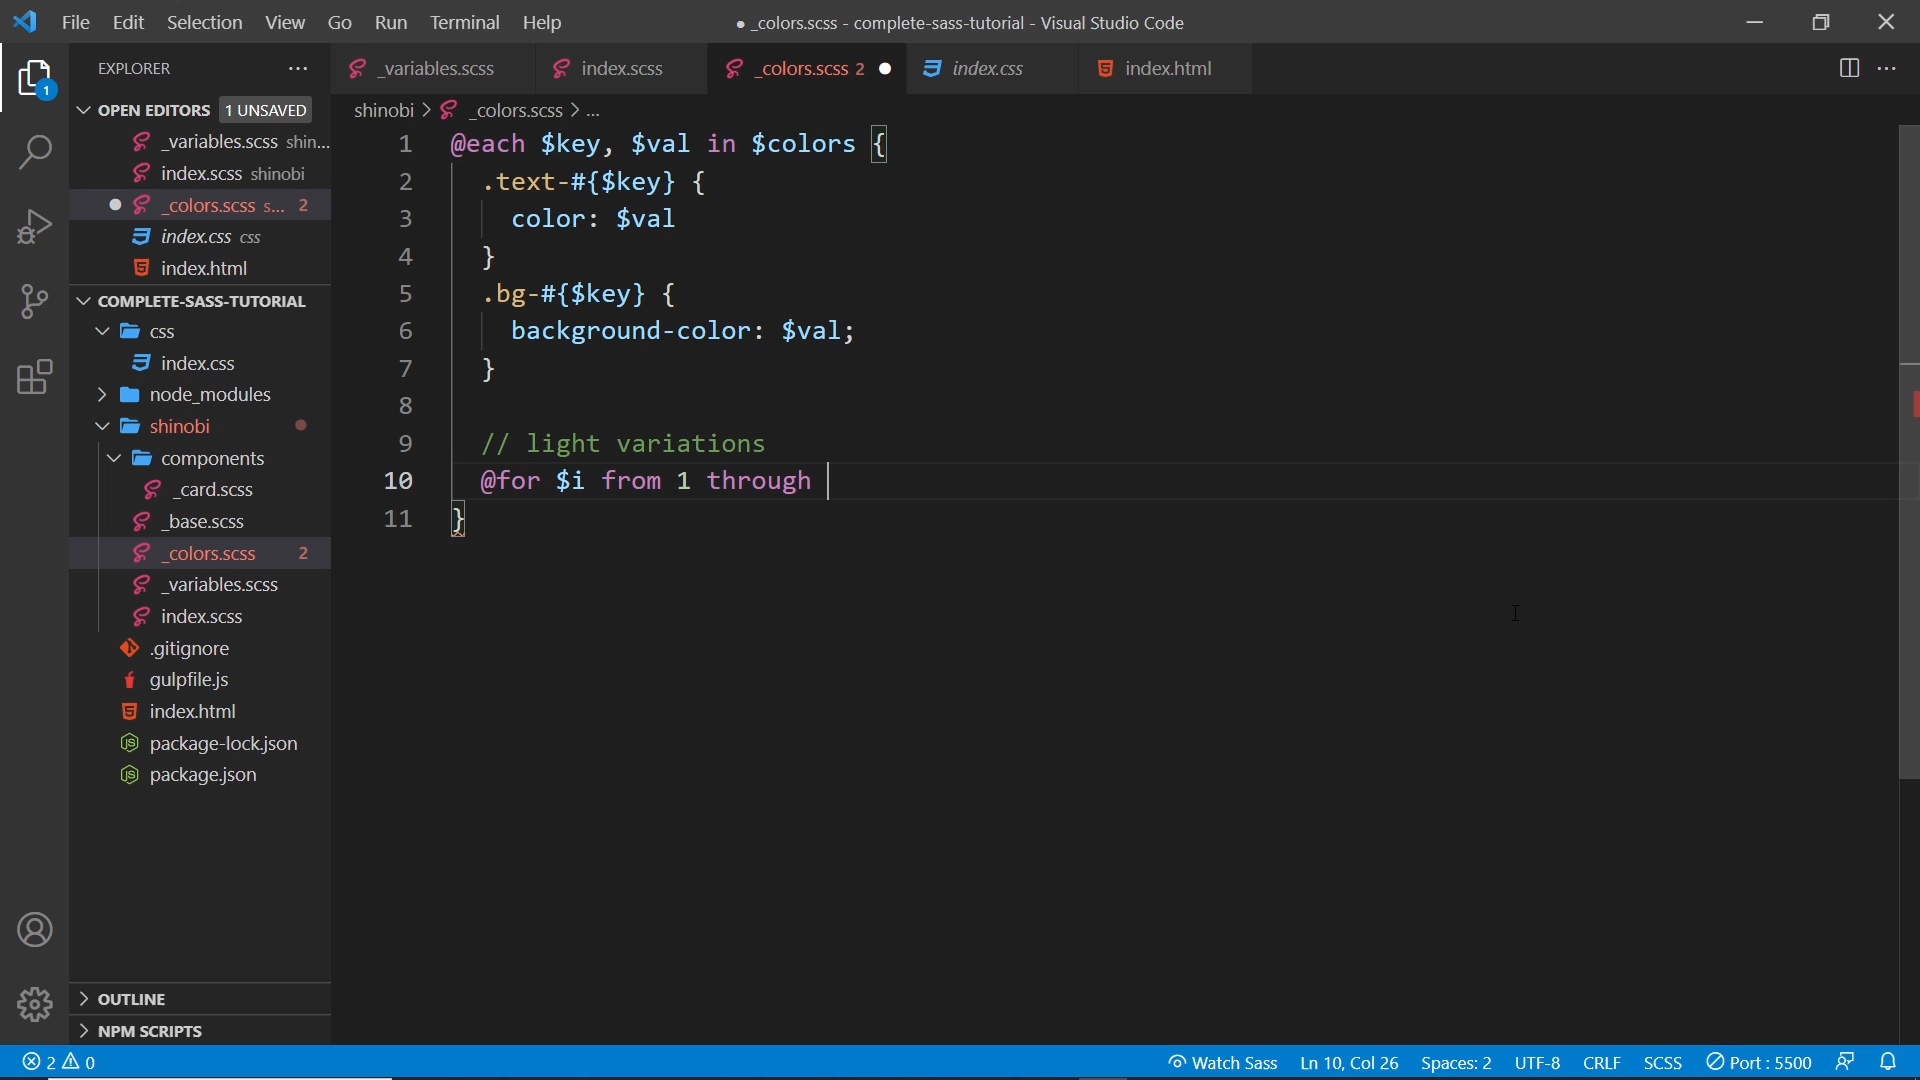 File Edit Selection View Go Run Terminal Help
● _colors.scss - complete-sass-tutorial - Visual Studio Code
EXPLORER
_variables.scss index.scss _colors.scss 2 index.css index.html
OPEN EDITORS 1 UNSAVED
_variables.scss shin...
index.scss shinobi
_colors.scss s... 2
index.css css
index.html
COMPLETE-SASS-TUTORIAL
css
index.css
node_modules
shinobi
components
_card.scss
_base.scss
_colors.scss 2
_variables.scss
index.scss
.gitignore
gulpfile.js
index.html
package-lock.json
package.json
OUTLINE
NPM SCRIPTS
1
shinobi > _colors.scss > ...
1 @each $key, $val in $colors {
2 .text-#{$key} {
3 color: $val
4 }
5 .bg-#{$key} {
6 background-color: $val;
7 }
8
9 // light variations
10 @for $i from 1 through
11 }
2 0 Watch Sass Ln 10, Col 26 Spaces: 2 UTF-8 CRLF SCSS Port : 5500